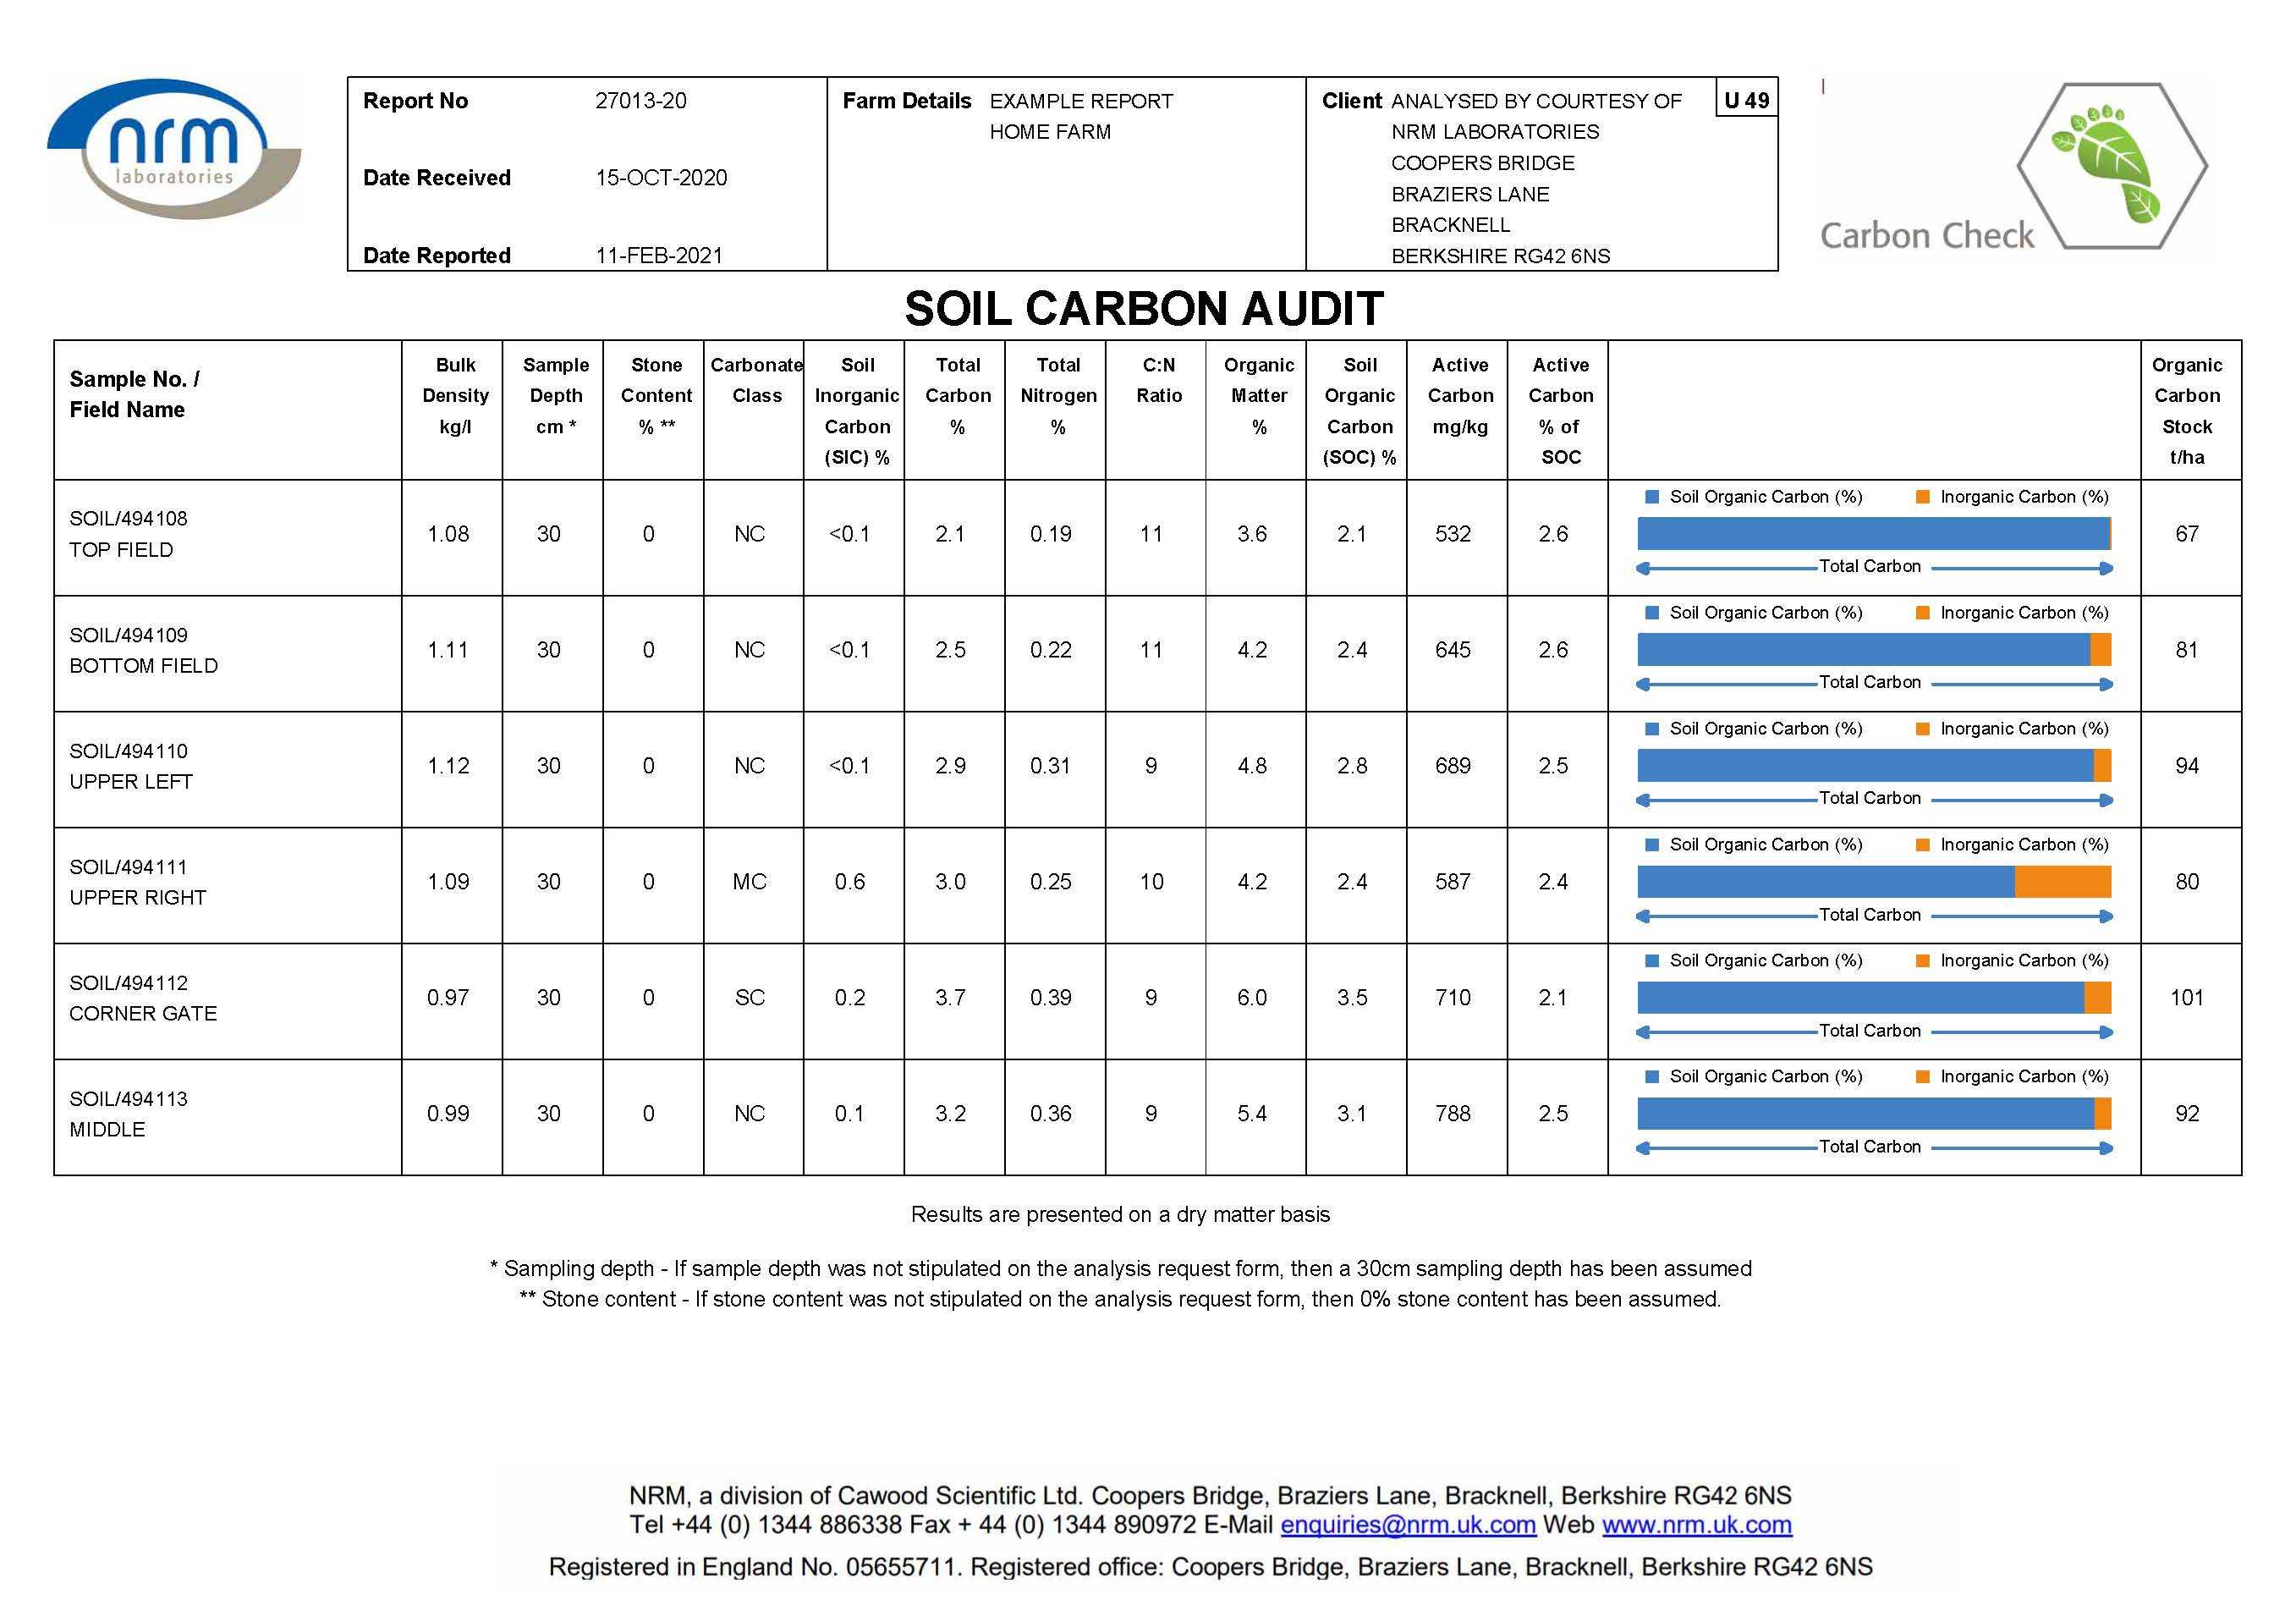 nrm
laboratories
Report No 27013-20
Date Received 15-OCT-2020
Date Reported 11-FEB-2021
Farm Details EXAMPLE REPORT
HOME FARM
Client ANALYSED BY COURTESY OF
NRM LABORATORIES
COOPERS BRIDGE
BRAZIERS LANE
BRACKNELL
BERKSHIRE RG42 6NS
U 49
Carbon Check
SOIL CARBON AUDIT
Sample No. /
Field Name
Bulk
Density
kg/l
Sample
Depth
cm *
Stone
Content
% **
Carbonate
Class
Soil
Inorganic
Carbon
(SIC) %
Total
Carbon
%
Total
Nitrogen
%
C:N
Ratio
Organic
Matter
%
Soil
Organic
Carbon
(SOC) %
Active
Carbon
mg/kg
Active
Carbon
% of
SOC
Organic
Carbon
Stock
t/ha
SOIL/494108
TOP FIELD
1.08 30 0 NC <0.1 2.1 0.19 11 3.6 2.1 532 2.6
Soil Organic Carbon (%) Inorganic Carbon (%)
Total Carbon
67
SOIL/494109
BOTTOM FIELD
1.11 30 0 NC <0.1 2.5 0.22 11 4.2 2.4 645 2.6
Soil Organic Carbon (%) Inorganic Carbon (%)
Total Carbon
81
SOIL/494110
UPPER LEFT
1.12 30 0 NC <0.1 2.9 0.31 9 4.8 2.8 689 2.5
Soil Organic Carbon (%) Inorganic Carbon (%)
Total Carbon
94
SOIL/494111
UPPER RIGHT
1.09 30 0 MC 0.6 3.0 0.25 10 4.2 2.4 587 2.4
Soil Organic Carbon (%) Inorganic Carbon (%)
Total Carbon
80
SOIL/494112
CORNER GATE
0.97 30 0 SC 0.2 3.7 0.39 9 6.0 3.5 710 2.1
Soil Organic Carbon (%) Inorganic Carbon (%)
Total Carbon
101
SOIL/494113
MIDDLE
0.99 30 0 NC 0.1 3.2 0.36 9 5.4 3.1 788 2.5
Soil Organic Carbon (%) Inorganic Carbon (%)
Total Carbon
92
Results are presented on a dry matter basis
* Sampling depth - If sample depth was not stipulated on the analysis request form, then a 30cm sampling depth has been assumed
** Stone content - If stone content was not stipulated on the analysis request form, then 0% stone content has been assumed.
NRM, a division of Cawood Scientific Ltd. Coopers Bridge, Braziers Lane, Bracknell, Berkshire RG42 6NS
Tel +44 (0) 1344 886338 Fax + 44 (0) 1344 890972 E-Mail enquiries@nrm.uk.com Web www.nrm.uk.com
Registered in England No. 05655711. Registered office: Coopers Bridge, Braziers Lane, Bracknell, Berkshire RG42 6NS